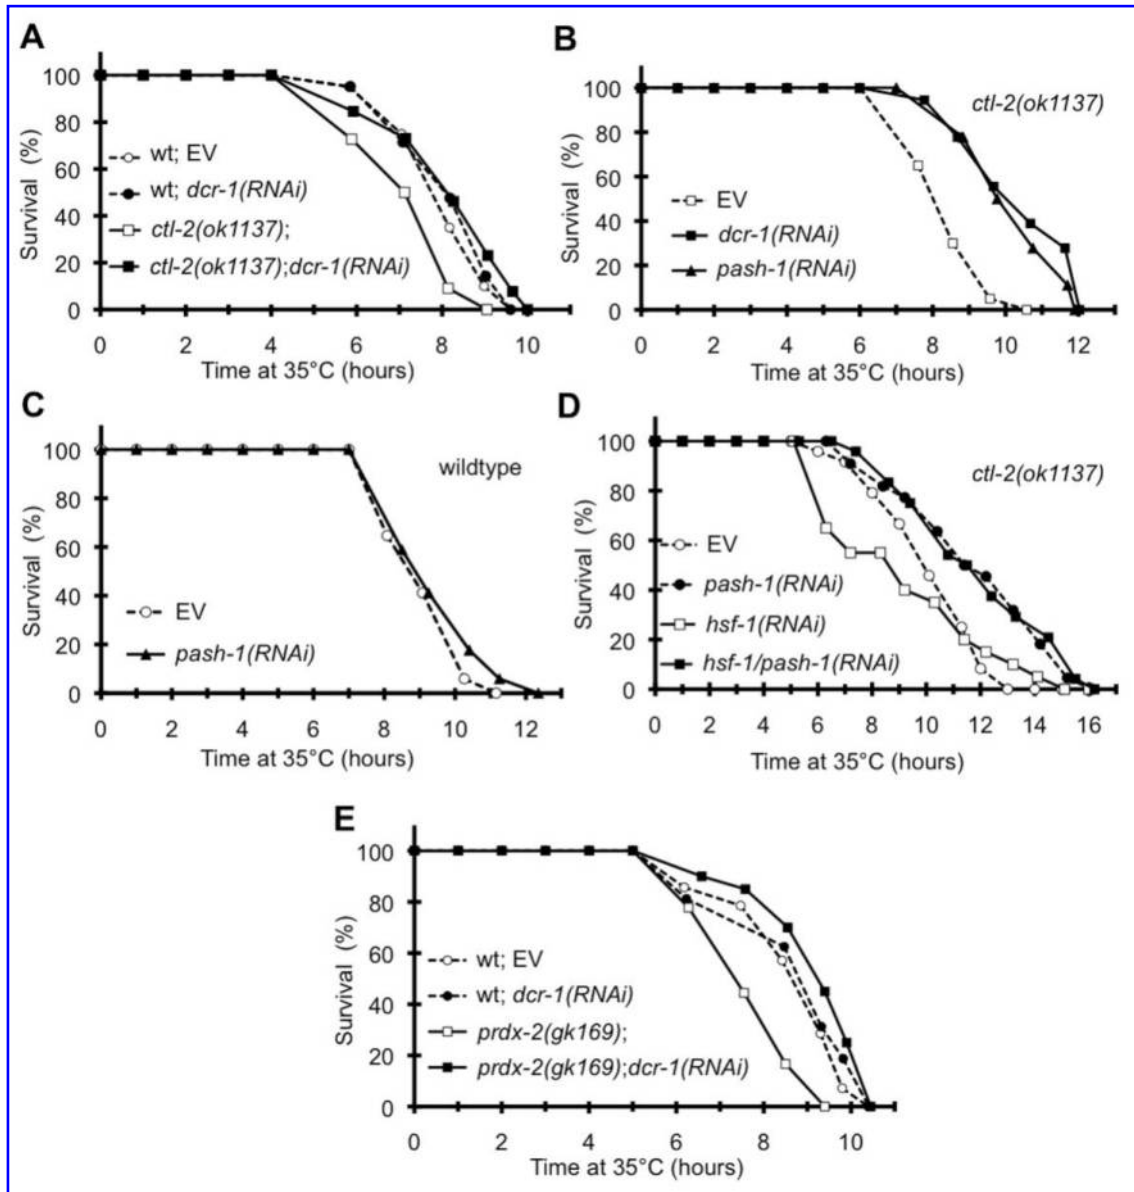 A
Survival (%)
100
80
60
40
20
0
wt; EV
wt; dcr-1(RNAi)
ctl-2(ok1137);
ctl-2(ok1137);dcr-1(RNAi)
0 2 4 6 8 10
Time at 35°C (hours)
B
ctl-2(ok1137)
Survival (%)
100
80
60
40
20
0
EV
dcr-1(RNAi)
pash-1(RNAi)
0 2 4 6 8 10 12
Time at 35°C (hours)
C
wildtype
Survival (%)
100
80
60
40
20
0
EV
pash-1(RNAi)
0 2 4 6 8 10 12
Time at 35°C (hours)
D
ctl-2(ok1137)
Survival (%)
100
80
60
40
20
0
EV
pash-1(RNAi)
hsf-1(RNAi)
hsf-1/pash-1(RNAi)
0 2 4 6 8 10 12 14 16
Time at 35°C (hours)
E
Survival (%)
100
80
60
40
20
0
wt; EV
wt; dcr-1(RNAi)
prdx-2(gk169);
prdx-2(gk169);dcr-1(RNAi)
0 2 4 6 8 10
Time at 35°C (hours)